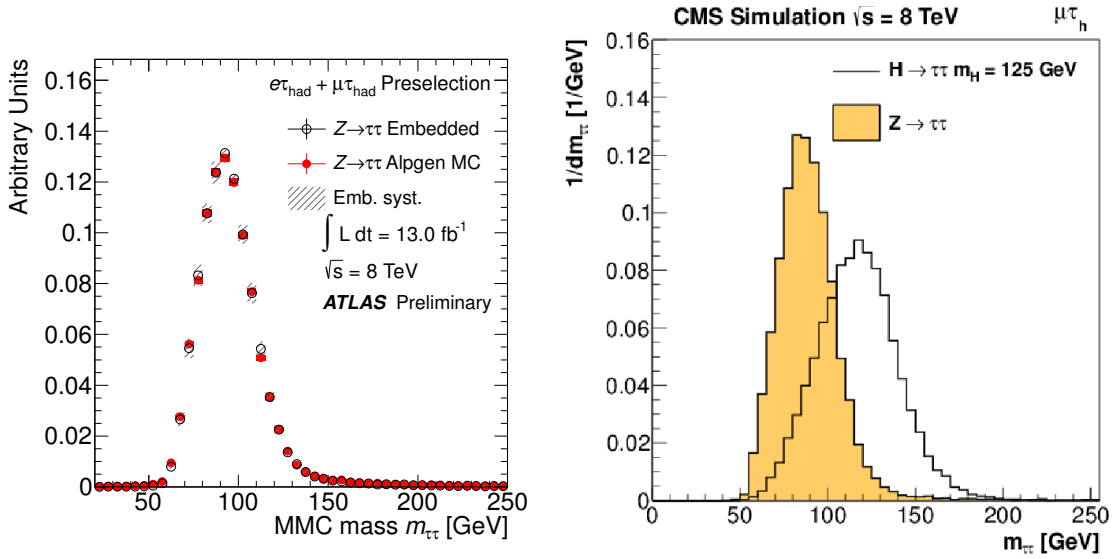 Arbitrary Units
0.16
0.14
0.12
0.1
0.08
0.06
0.04
0.02
0
eτhad + μτhad Preselection
Z→ττ Embedded
Z→ττ Alpgen MC
Emb. syst.
∫ L dt = 13.0 fb-1
√s = 8 TeV
ATLAS Preliminary
50 100 150 200 250
MMC mass mττ [GeV]
CMS Simulation √s = 8 TeV μτh
1/dmττ [1/GeV]
0.16
0.14
0.12
0.1
0.08
0.06
0.04
0.02
0
H→ττ mH = 125 GeV
Z→ττ
0 50 100 150 200 250
mττ [GeV]